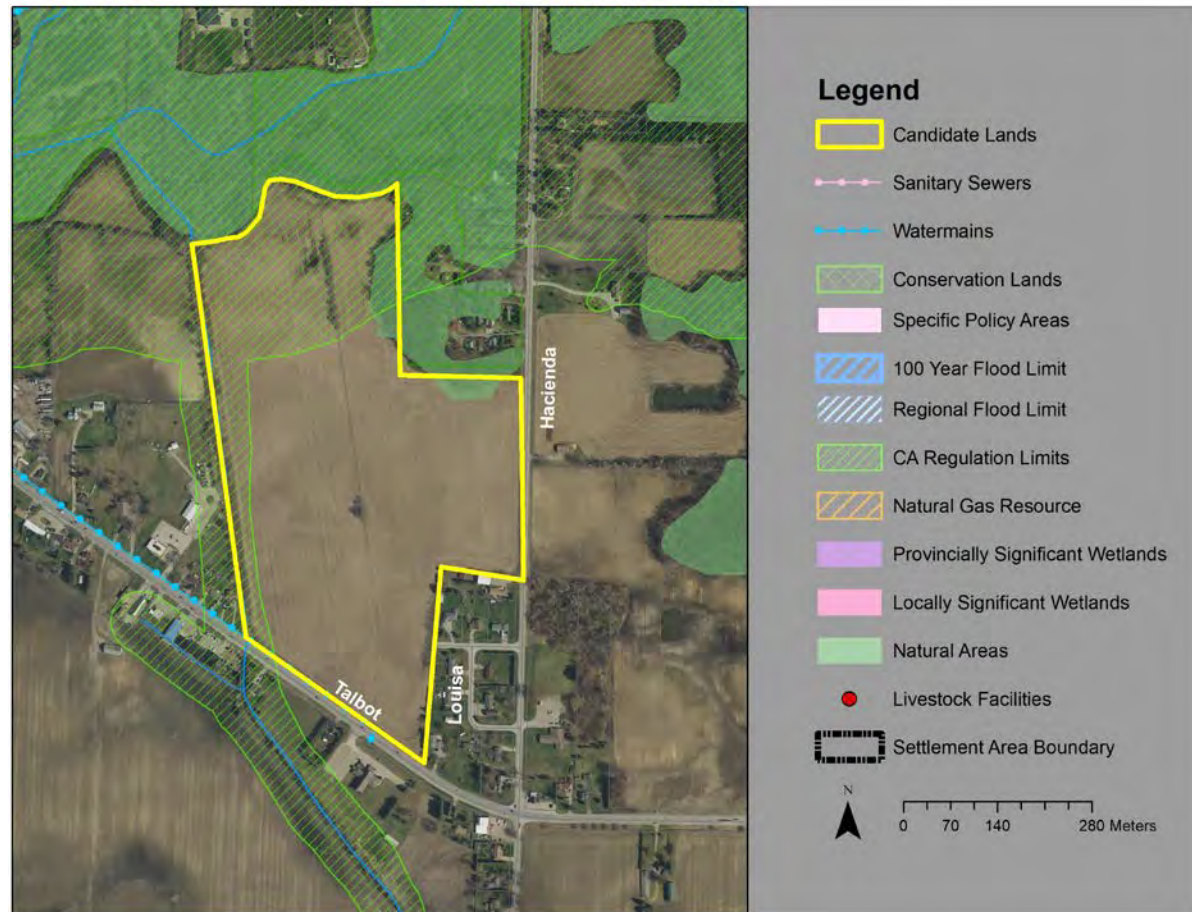 Hacienda
Louisa
Talbot
Legend
Candidate Lands
Sanitary Sewers
Watermains
Conservation Lands
Specific Policy Areas
100 Year Flood Limit
Regional Flood Limit
CA Regulation Limits
Natural Gas Resource
Provincially Significant Wetlands
Locally Significant Wetlands
Natural Areas
Livestock Facilities
Settlement Area Boundary
N
0 70 140 280 Meters